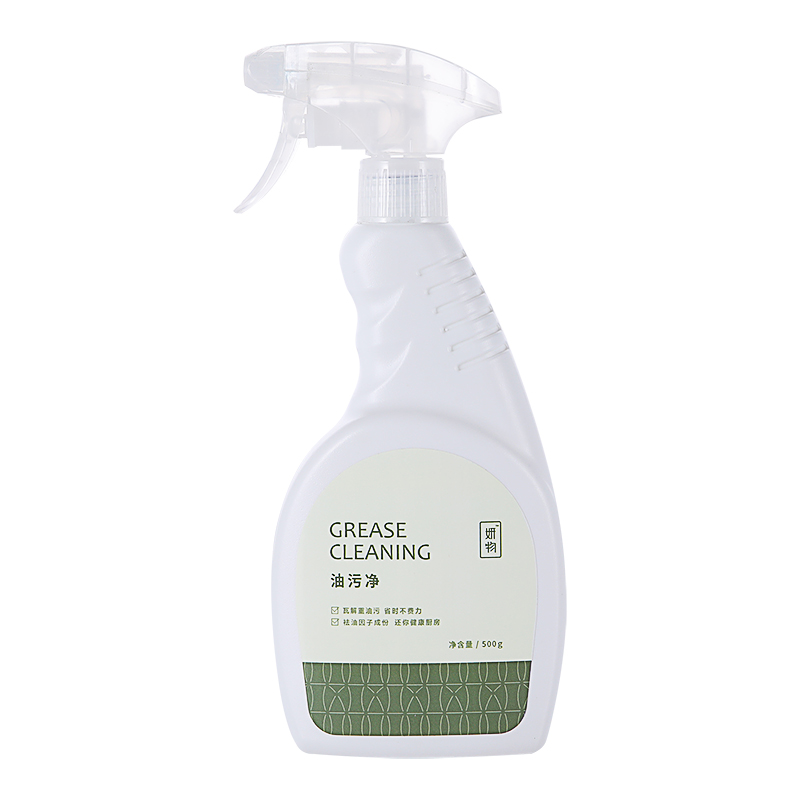 GREASE
CLEANING
妍物
油污净
瓦解重油污 省时不费力
祛油因子成份 还你健康厨房
净含量 / 500g